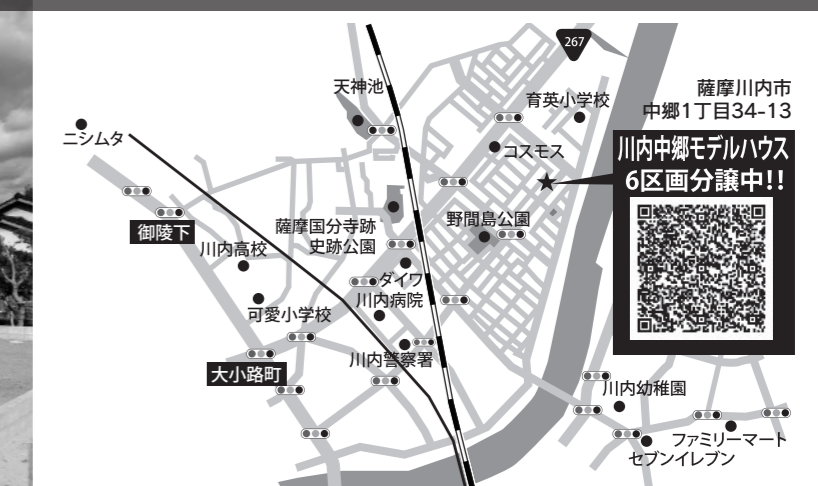 267
天神池
育英小学校
薩摩川内市
中郷1丁目34-13
ニシムタ
コスモス
川内中郷モデルハウス
6区画分譲中!!
御陵下
薩摩国分寺跡
史跡公園
野間島公園
川内高校
ダイワ
川内病院
可愛小学校
川内警察署
大小路町
川内幼稚園
ファミリーマート
セブンイレブン